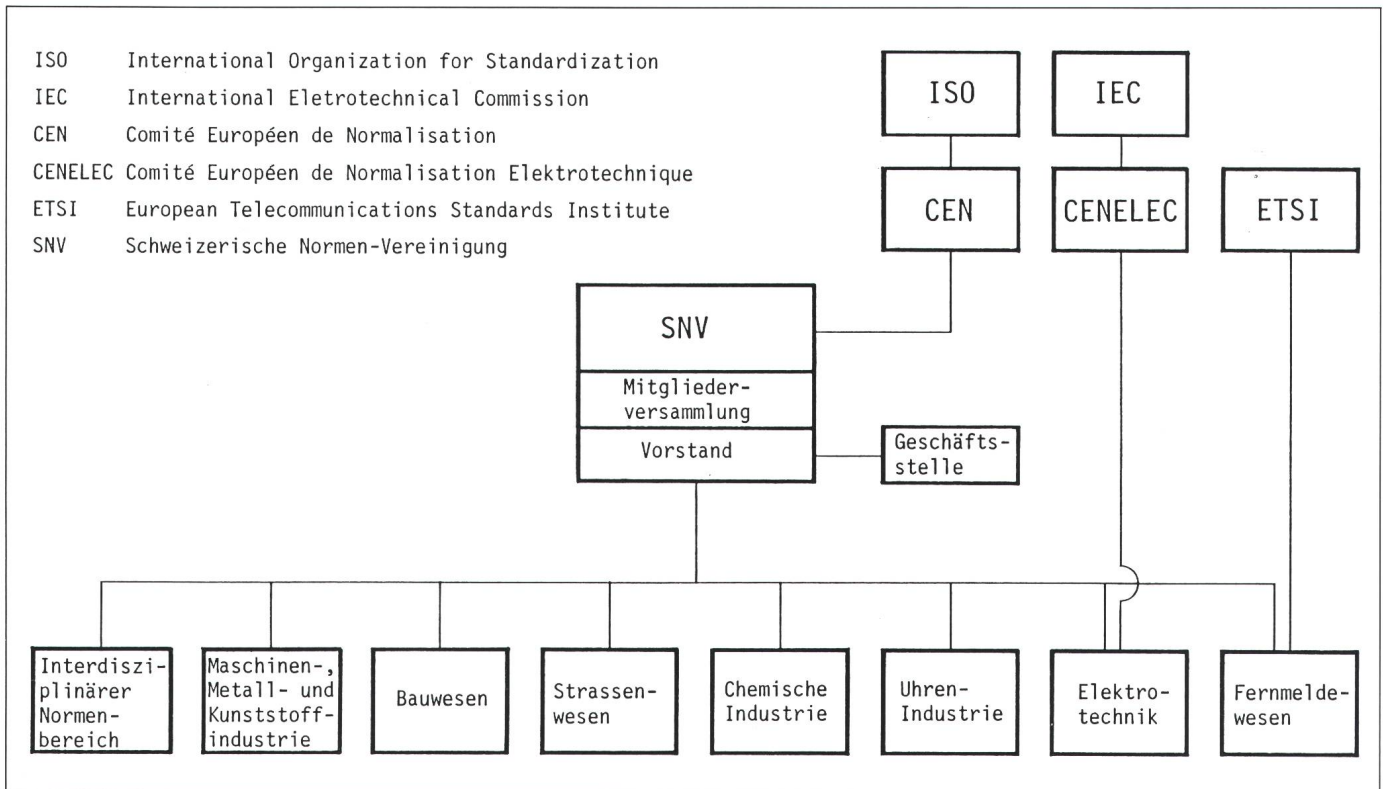 ISO International Organization for Standardization
IEC International Eletrotechnical Commission
CEN Comité Européen de Normalisation
CENELEC Comité Européen de Normalisation Elektrotechnique
ETSI European Telecommunications Standards Institute
SNV Schweizerische Normen-Vereinigung
ISO
IEC
CEN
CENELEC
ETSI
SNV
Mitglieder-
versammlung
Vorstand
Geschäfts-
stelle
Interdiszi-
plinärer
Normen-
bereich
Maschinen-,
Metall- und
Kunststoff-
industrie
Bauwesen
Strassen-
wesen
Chemische
Industrie
Uhren-
Industrie
Elektro-
technik
Fernmelde-
wesen